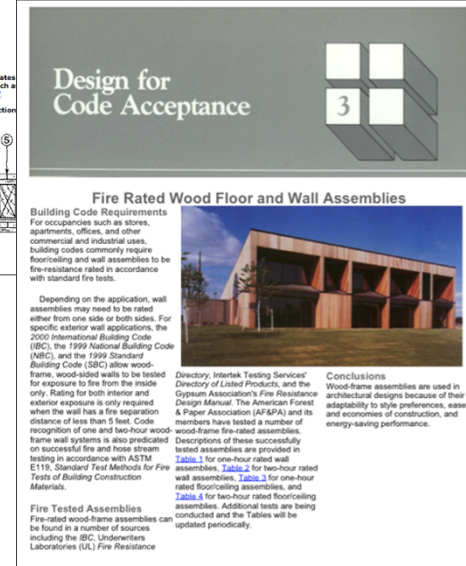 ates
ch a
ction
5
Design for
Code Acceptance
3
Fire Rated Wood Floor and Wall Assemblies
Building Code Requirements
For occupancies such as stores,
apartments, offices, and other
commercial and industrial uses,
building codes commonly require
floor/ceiling and wall assemblies to be
fire-resistance rated in accordance
with standard fire tests.
Depending on the application, wall
assemblies may need to be rated
either from one side or both sides. For
specific exterior wall applications, the
2000 International Building Code
(IBC), the 1999 National Building Code
(NBC), and the 1999 Standard
Building Code (SBC) allow wood-
frame, wood-sided walls to be tested
for exposure to fire from the inside
only. Rating for both interior and
exterior exposure is only required
when the wall has a fire separation
distance of less than 5 feet. Code
recognition of one and two-hour wood-
frame wall systems is also predicated
on successful fire and hose stream
testing in accordance with ASTM
E119, Standard Test Methods for Fire
Tests of Building Construction
Materials.
Fire Tested Assemblies
Fire-rated wood-frame assemblies can
be found in a number of sources
including the IBC, Underwriters
Laboratories (UL) Fire Resistance
Directory, Intertek Testing Services'
Directory of Listed Products, and the
Gypsum Association's Fire Resistance
Design Manual. The American Forest
& Paper Association (AF&PA) and its
members have tested a number of
wood-frame fire-rated assemblies.
Descriptions of these successfully
tested assemblies are provided in
Table 1 for one-hour rated wall
assemblies, Table 2 for two-hour rated
wall assemblies, Table 3 for one-hour
rated floor/ceiling assemblies, and
Table 4 for two-hour rated floor/ceiling
assemblies. Additional tests are being
conducted and the Tables will be
updated periodically.
Conclusions
Wood-frame assemblies are used in
architectural designs because of their
adaptability to style preferences, ease
and economies of construction, and
energy-saving performance.